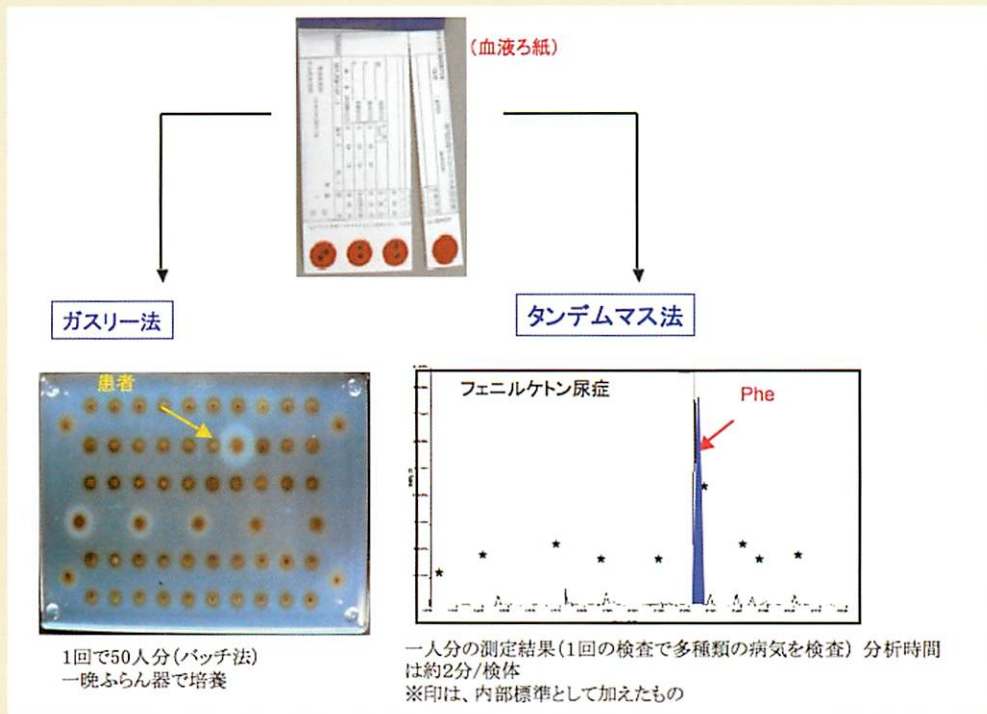 (血液ろ紙)
ガスリー法
タンデムマス法
患者
フェニルケトン尿症
Phe
1回で50人分(バッチ法)
一晩ふらん器で培養
一人分の測定結果(1回の検査で多種類の病気を検査) 分析時間
は約2分/検体
※印は、内部標準として加えたもの